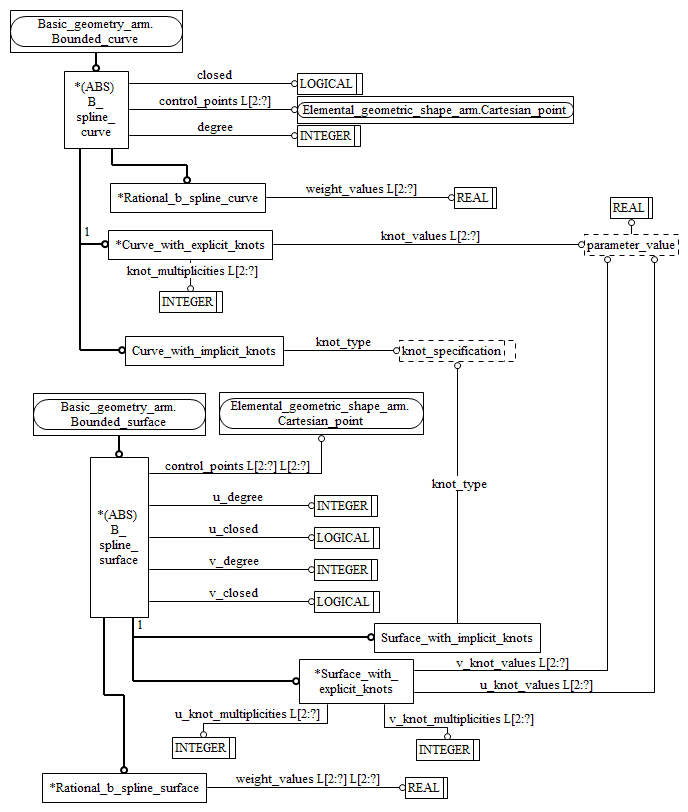 Basic_geometry_arm.
Bounded_curve
*(ABS)
B_
spline_
curve
closed
LOGICAL
control_points L[2:?]
Elemental_geometric_shape_arm.Cartesian_point
degree
INTEGER
*Rational_b_spline_curve
weight_values L[2:?]
REAL
REAL
1
*Curve_with_explicit_knots
knot_values L[2:?]
parameter_value
knot_multiplicities L[2:?]
INTEGER
Curve_with_implicit_knots
knot_type
knot_specification
Basic_geometry_arm.
Bounded_surface
Elemental_geometric_shape_arm.
Cartesian_point
control_points L[2:?] L[2:?]
knot_type
*(ABS)
B_
spline_
surface
u_degree
INTEGER
u_closed
LOGICAL
v_degree
INTEGER
v_closed
LOGICAL
1
Surface_with_implicit_knots
*Surface_with_
explicit_knots
v_knot_values L[2:?]
u_knot_values L[2:?]
u_knot_multiplicities L[2:?]
v_knot_multiplicities L[2:?]
INTEGER
INTEGER
*Rational_b_spline_surface
weight_values L[2:?] L[2:?]
REAL